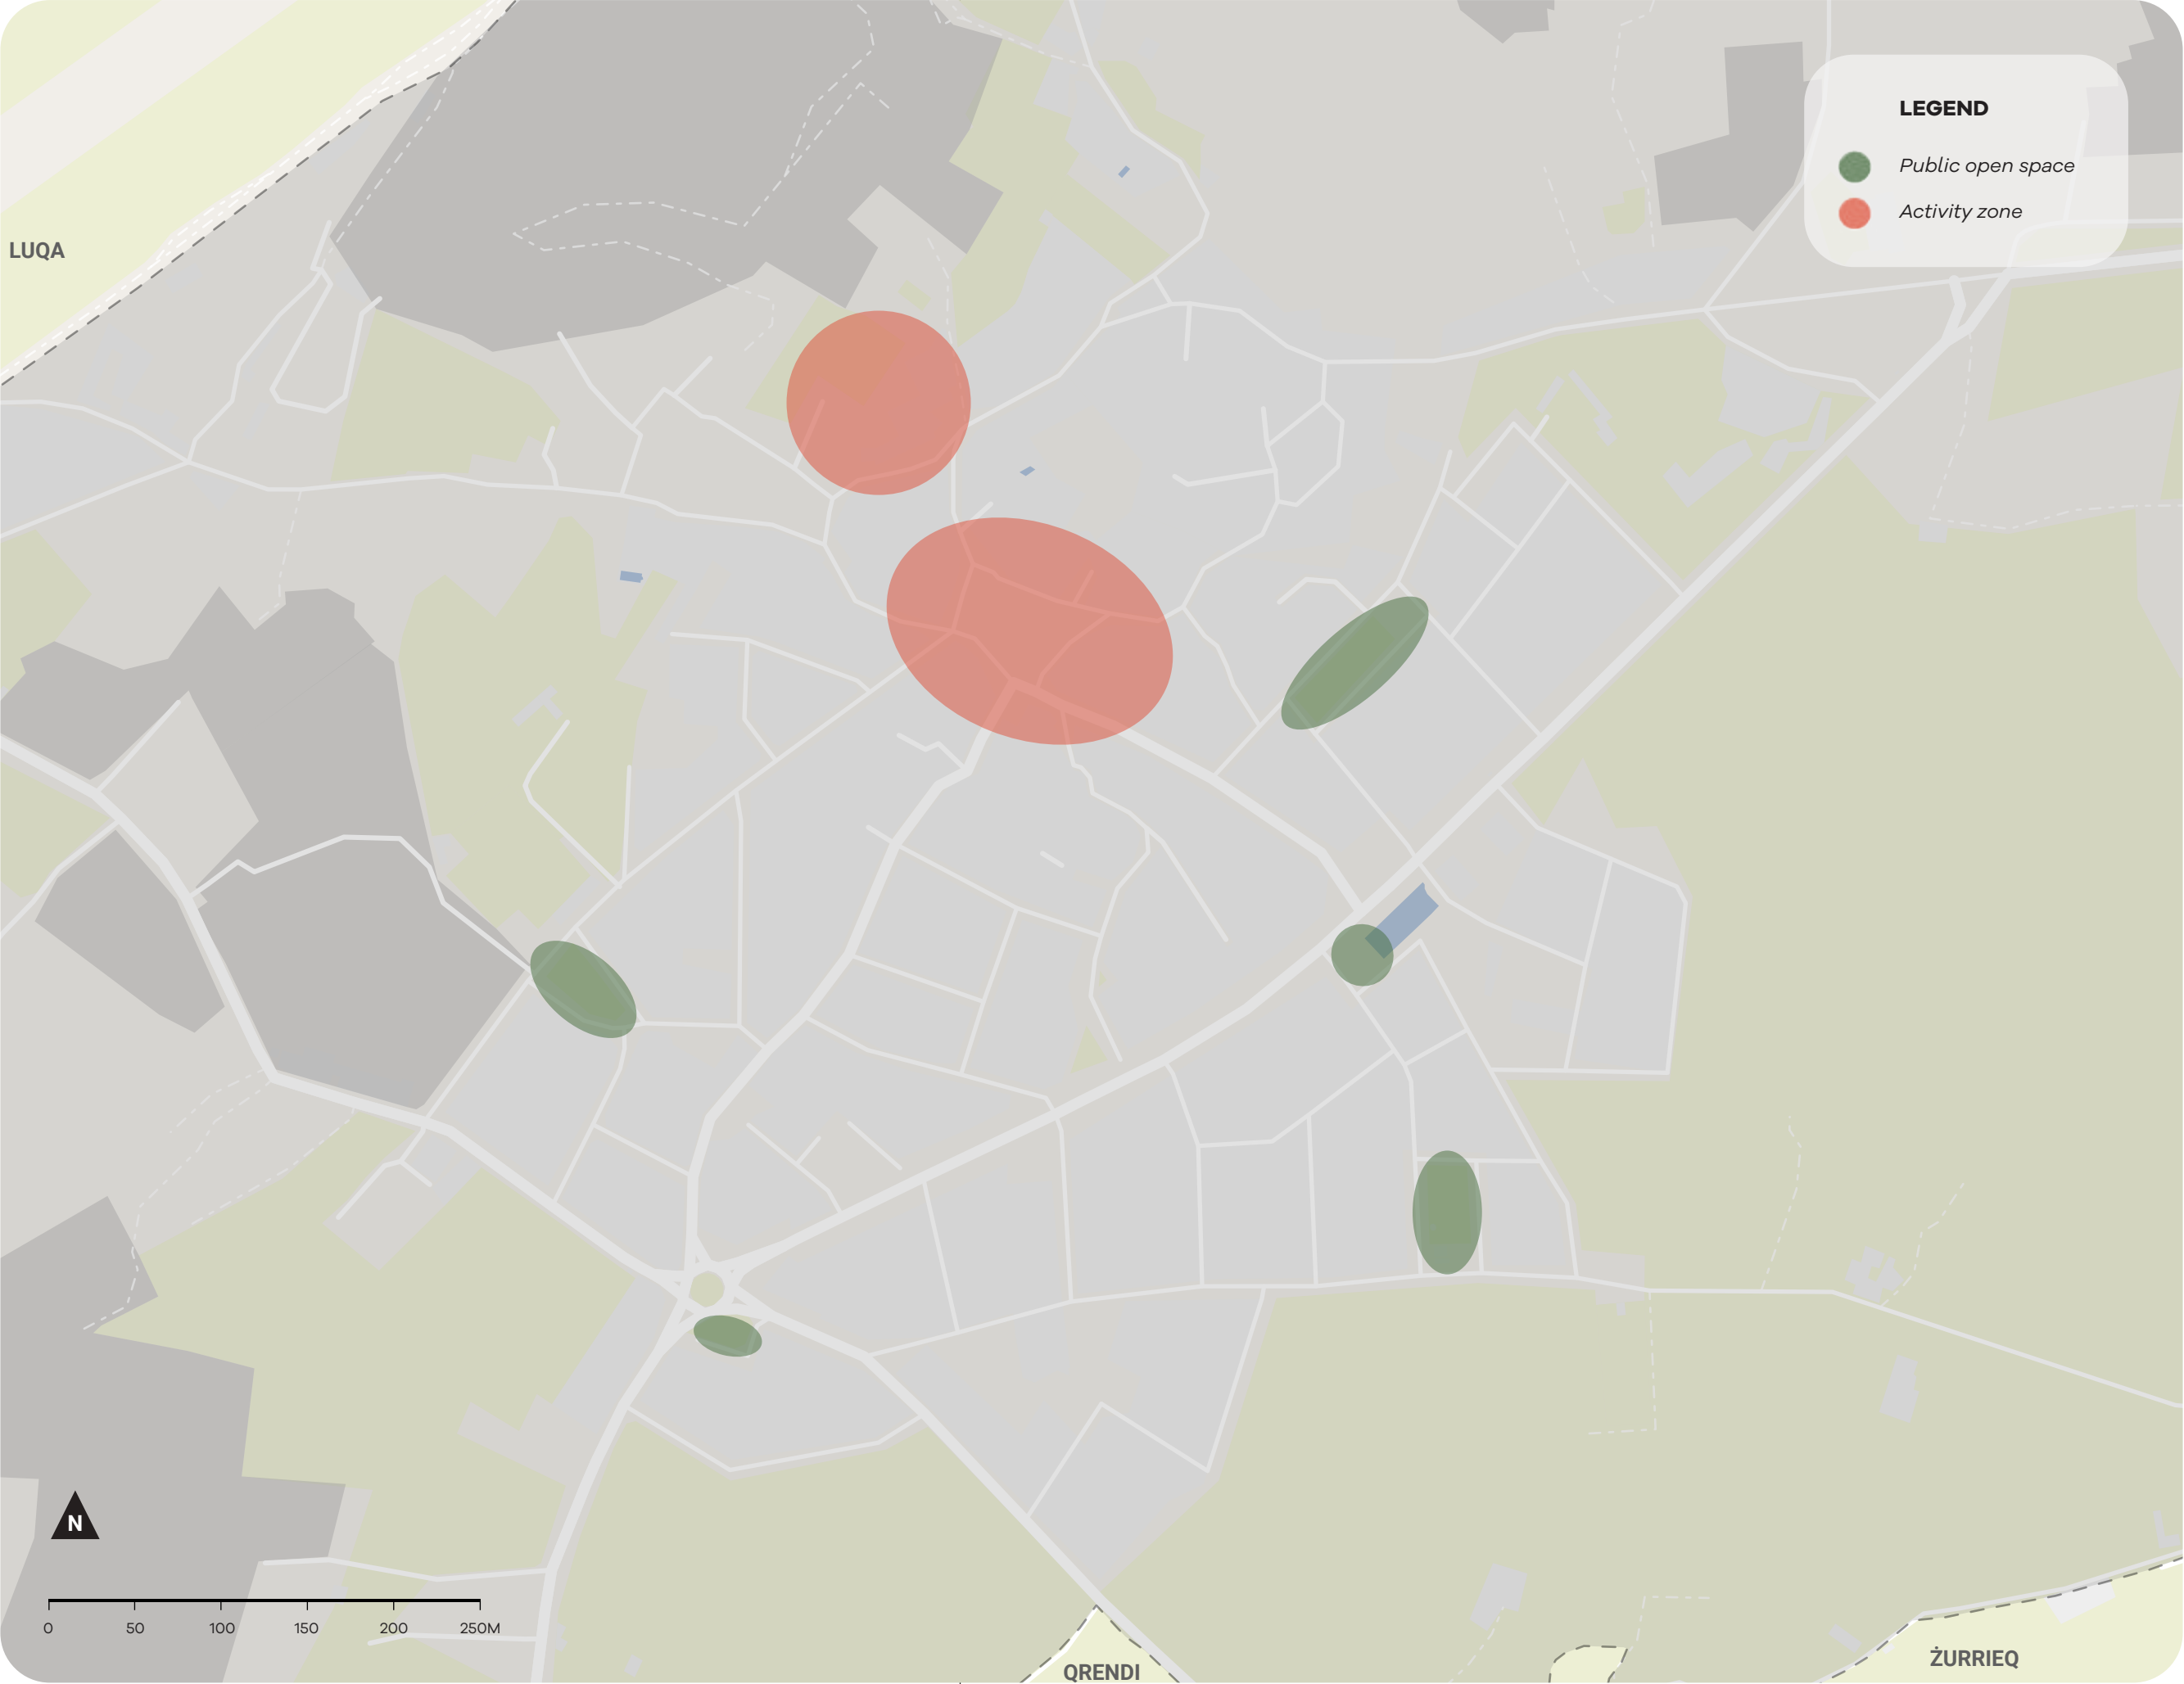 LEGEND
Public open space
Activity zone
LUQA
N
0 50 100 150 200 250M
QRENDI
ŻURRIEQ